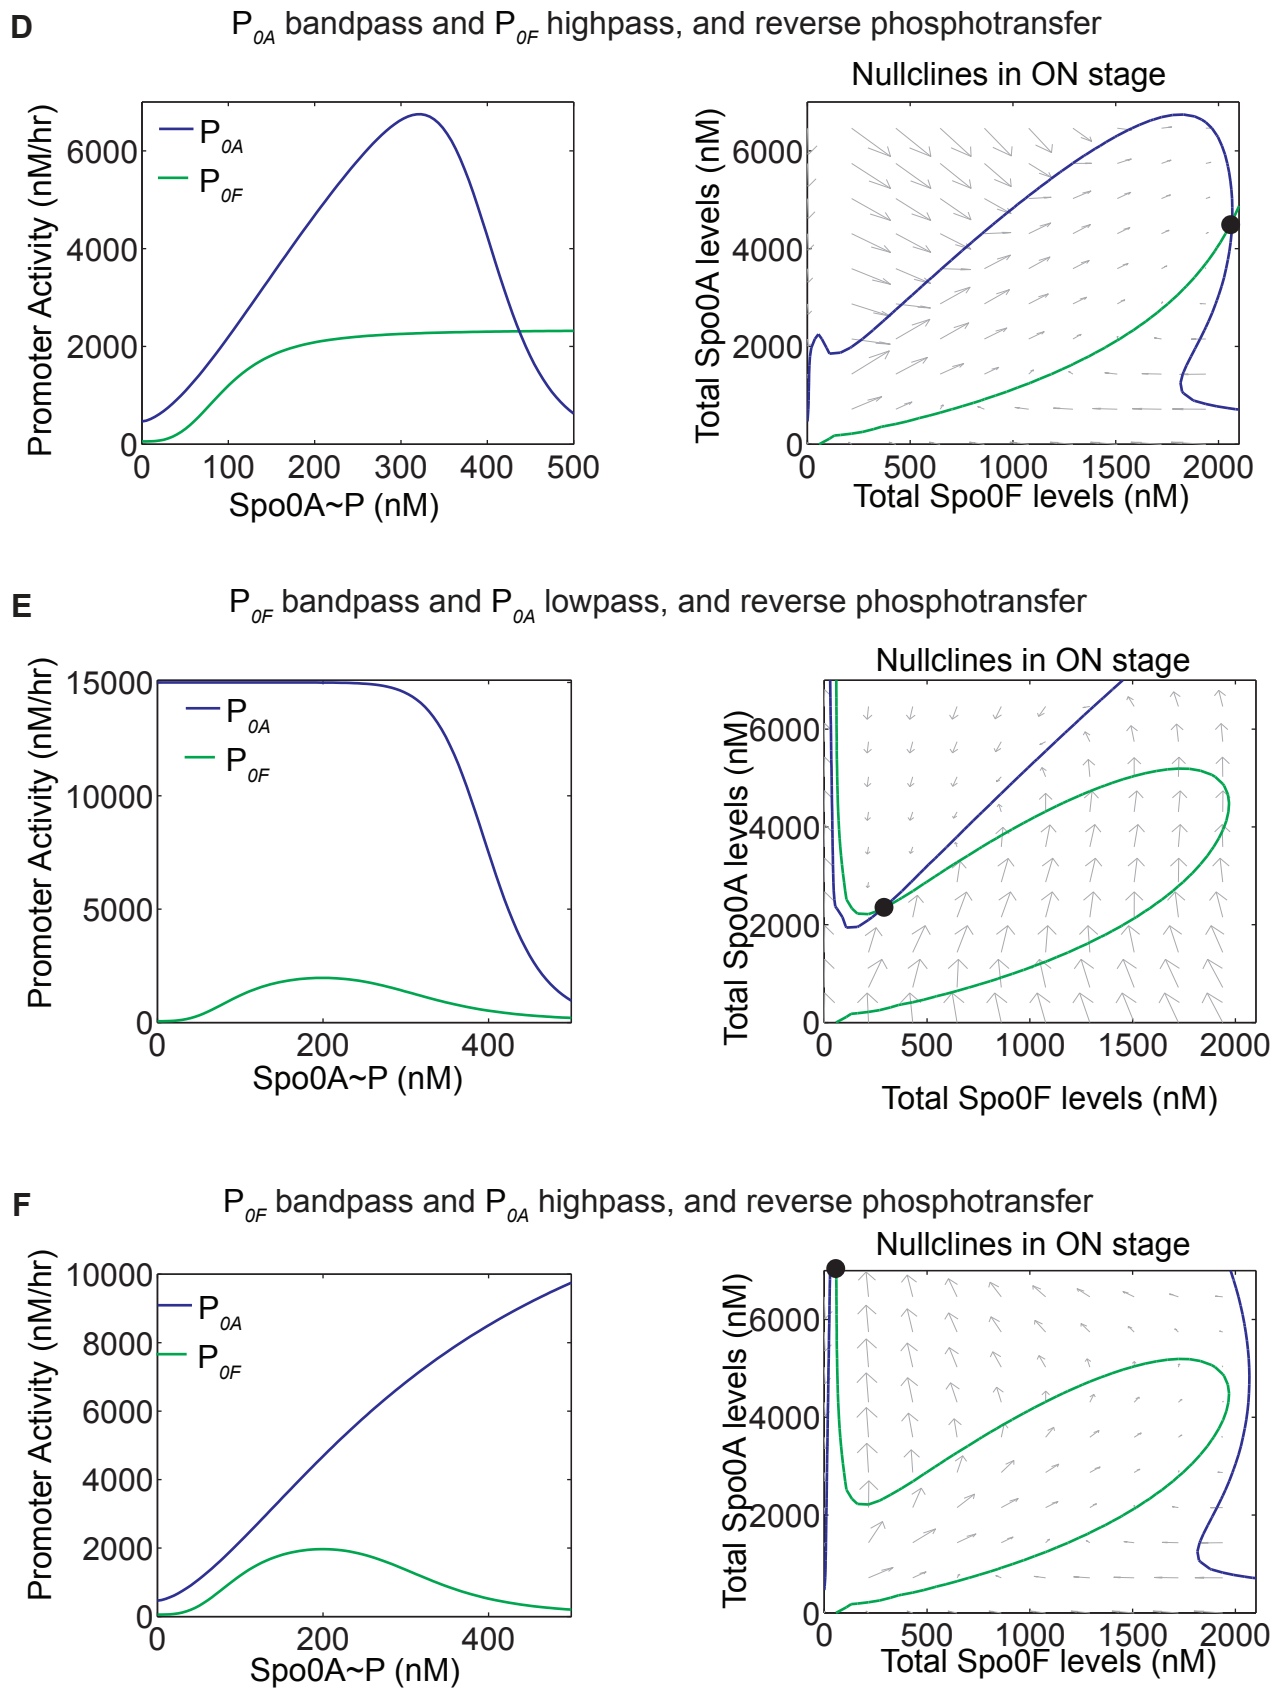 D
P0A bandpass and P0F highpass, and reverse phosphotransfer
Promoter Activity (nM/hr)
6000
4000
2000
0
P0A
P0F
0 100 200 300 400 500
Spo0A~P (nM)
Nullclines in ON stage
Total Spo0A levels (nM)
6000
4000
2000
0
0 500 1000 1500 2000
Total Spo0F levels (nM)
E
P0F bandpass and P0A lowpass, and reverse phosphotransfer
Promoter Activity (nM/hr)
15000
10000
5000
0
P0A
P0F
0 200 400
Spo0A~P (nM)
Nullclines in ON stage
Total Spo0A levels (nM)
6000
4000
2000
0
0 500 1000 1500 2000
Total Spo0F levels (nM)
F
P0F bandpass and P0A highpass, and reverse phosphotransfer
Promoter Activity (nM/hr)
10000
8000
6000
4000
2000
0
P0A
P0F
0 200 400
Spo0A~P (nM)
Nullclines in ON stage
Total Spo0A levels (nM)
6000
4000
2000
0
0 500 1000 1500 2000
Total Spo0F levels (nM)